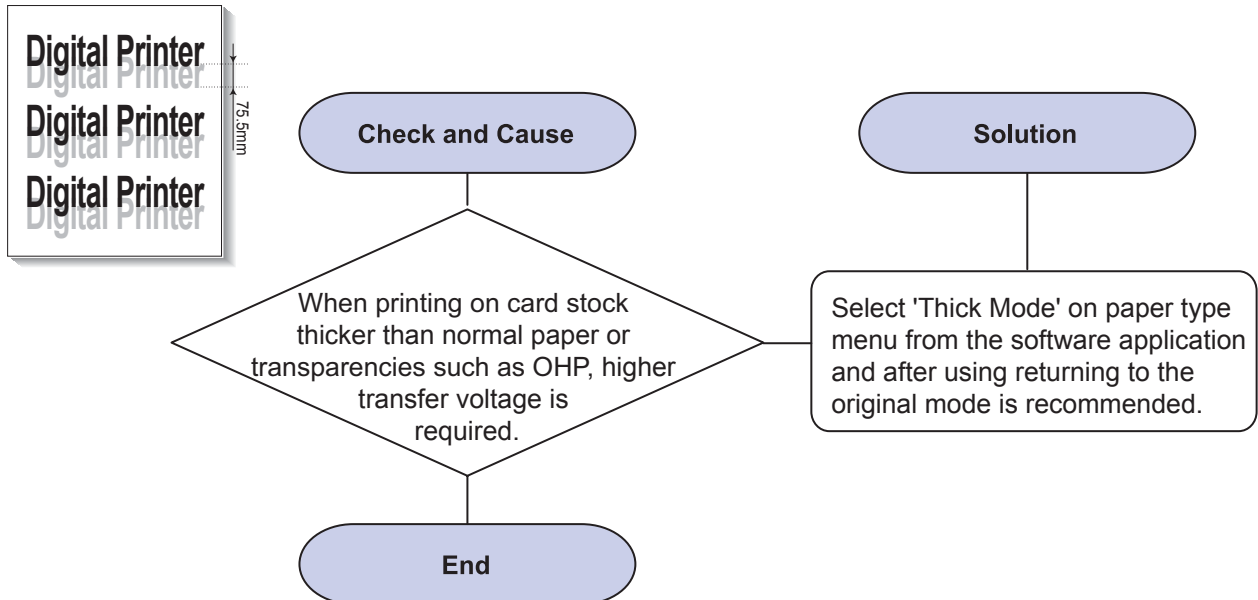 Digital Printer
Digital Printer
75.5mm
Digital Printer
Digital Printer
Digital Printer
Digital Printer
Check and Cause
Solution
When printing on card stock
thicker than normal paper or
transparencies such as OHP, higher
transfer voltage is
required.
Select 'Thick Mode' on paper type
menu from the software application
and after using returning to the
original mode is recommended.
End